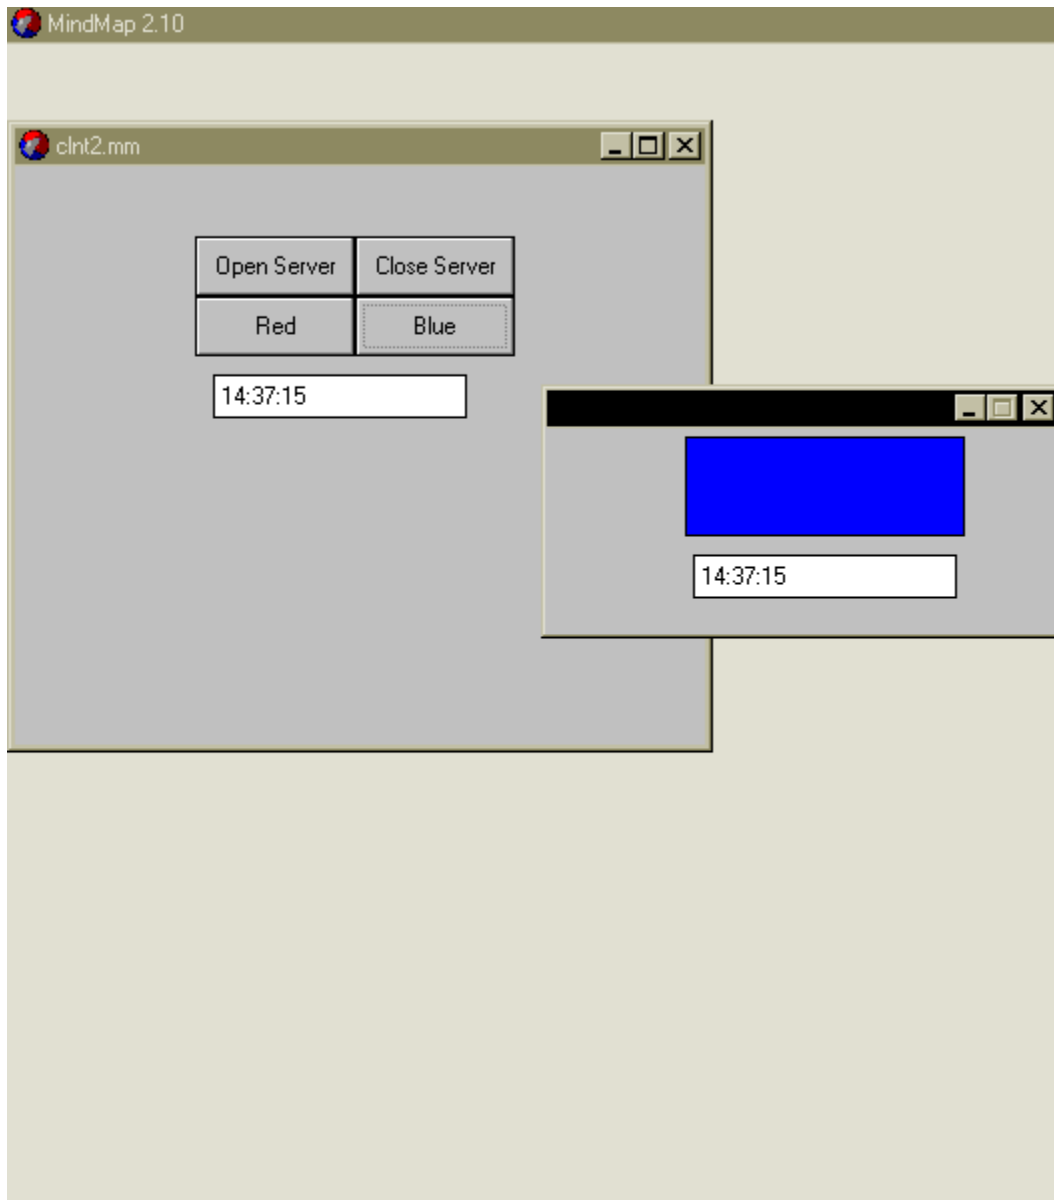 MindMap 2.10
clnt2.mm
Open Server Close Server
Red Blue
14:37:15
14:37:15